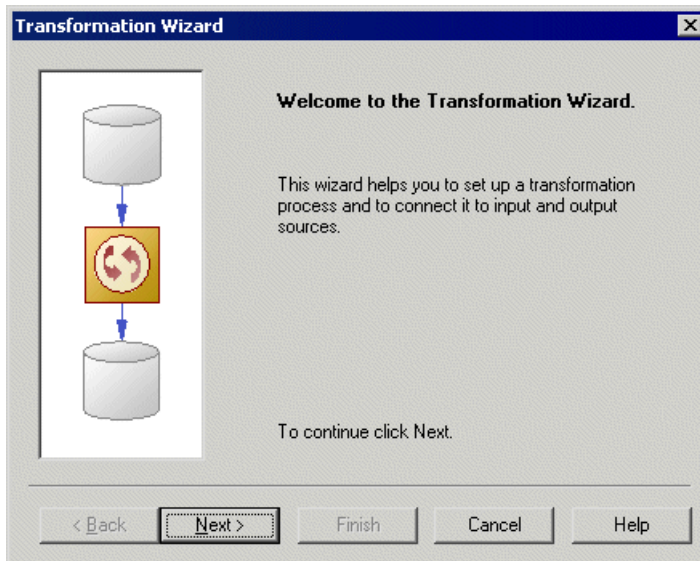 Transformation Wizard
Welcome to the Transformation Wizard.
This wizard helps you to set up a transformation
process and to connect it to input and output
sources.
To continue click Next.
< Back Next > Finish Cancel Help